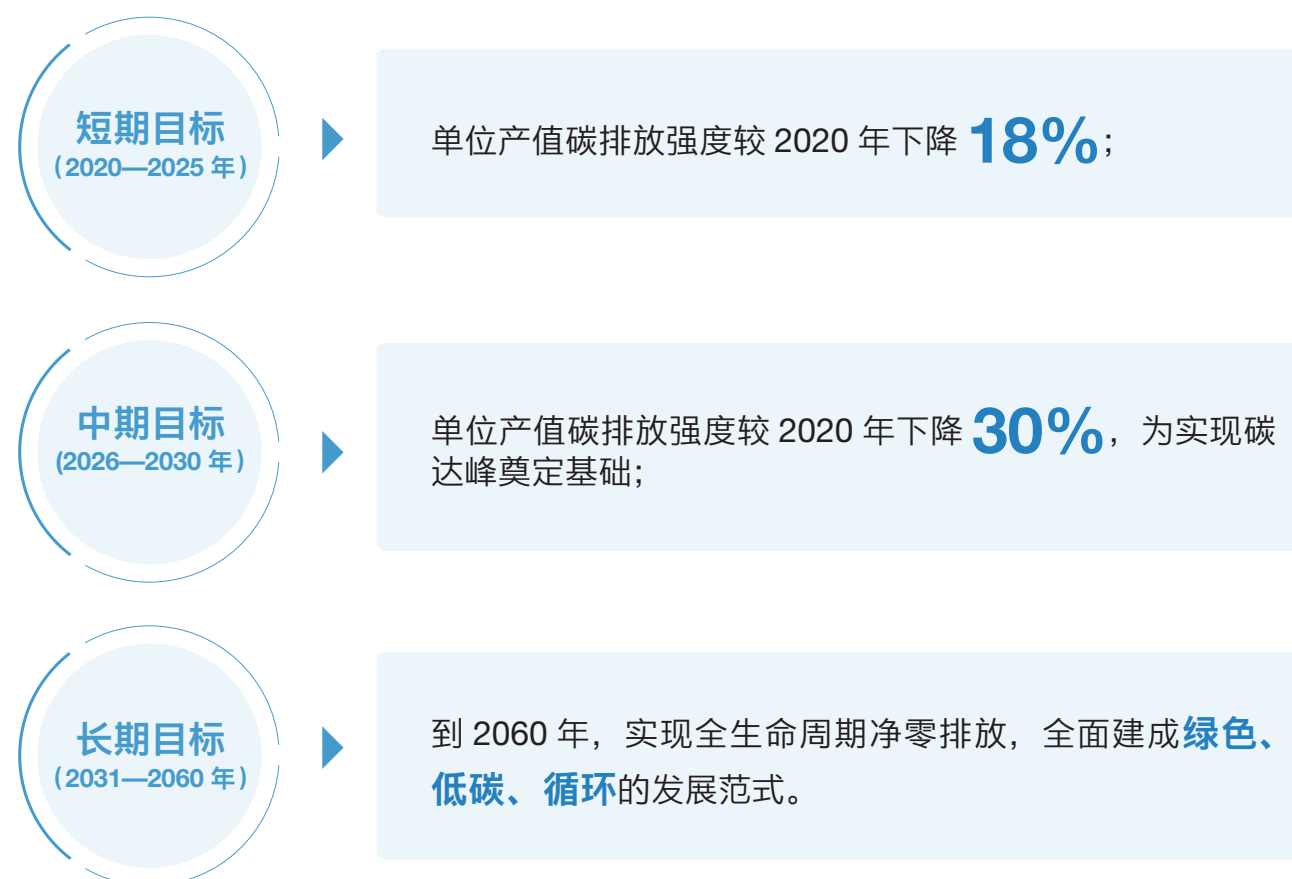 短期目标
（2020—2025 年）
单位产值碳排放强度较 2020 年下降 18%；
中期目标
(2026—2030 年）
单位产值碳排放强度较 2020 年下降 30%，为实现碳
达峰奠定基础；
长期目标
（2031—2060 年）
到 2060 年，实现全生命周期净零排放，全面建成绿色、
低碳、循环的发展范式。